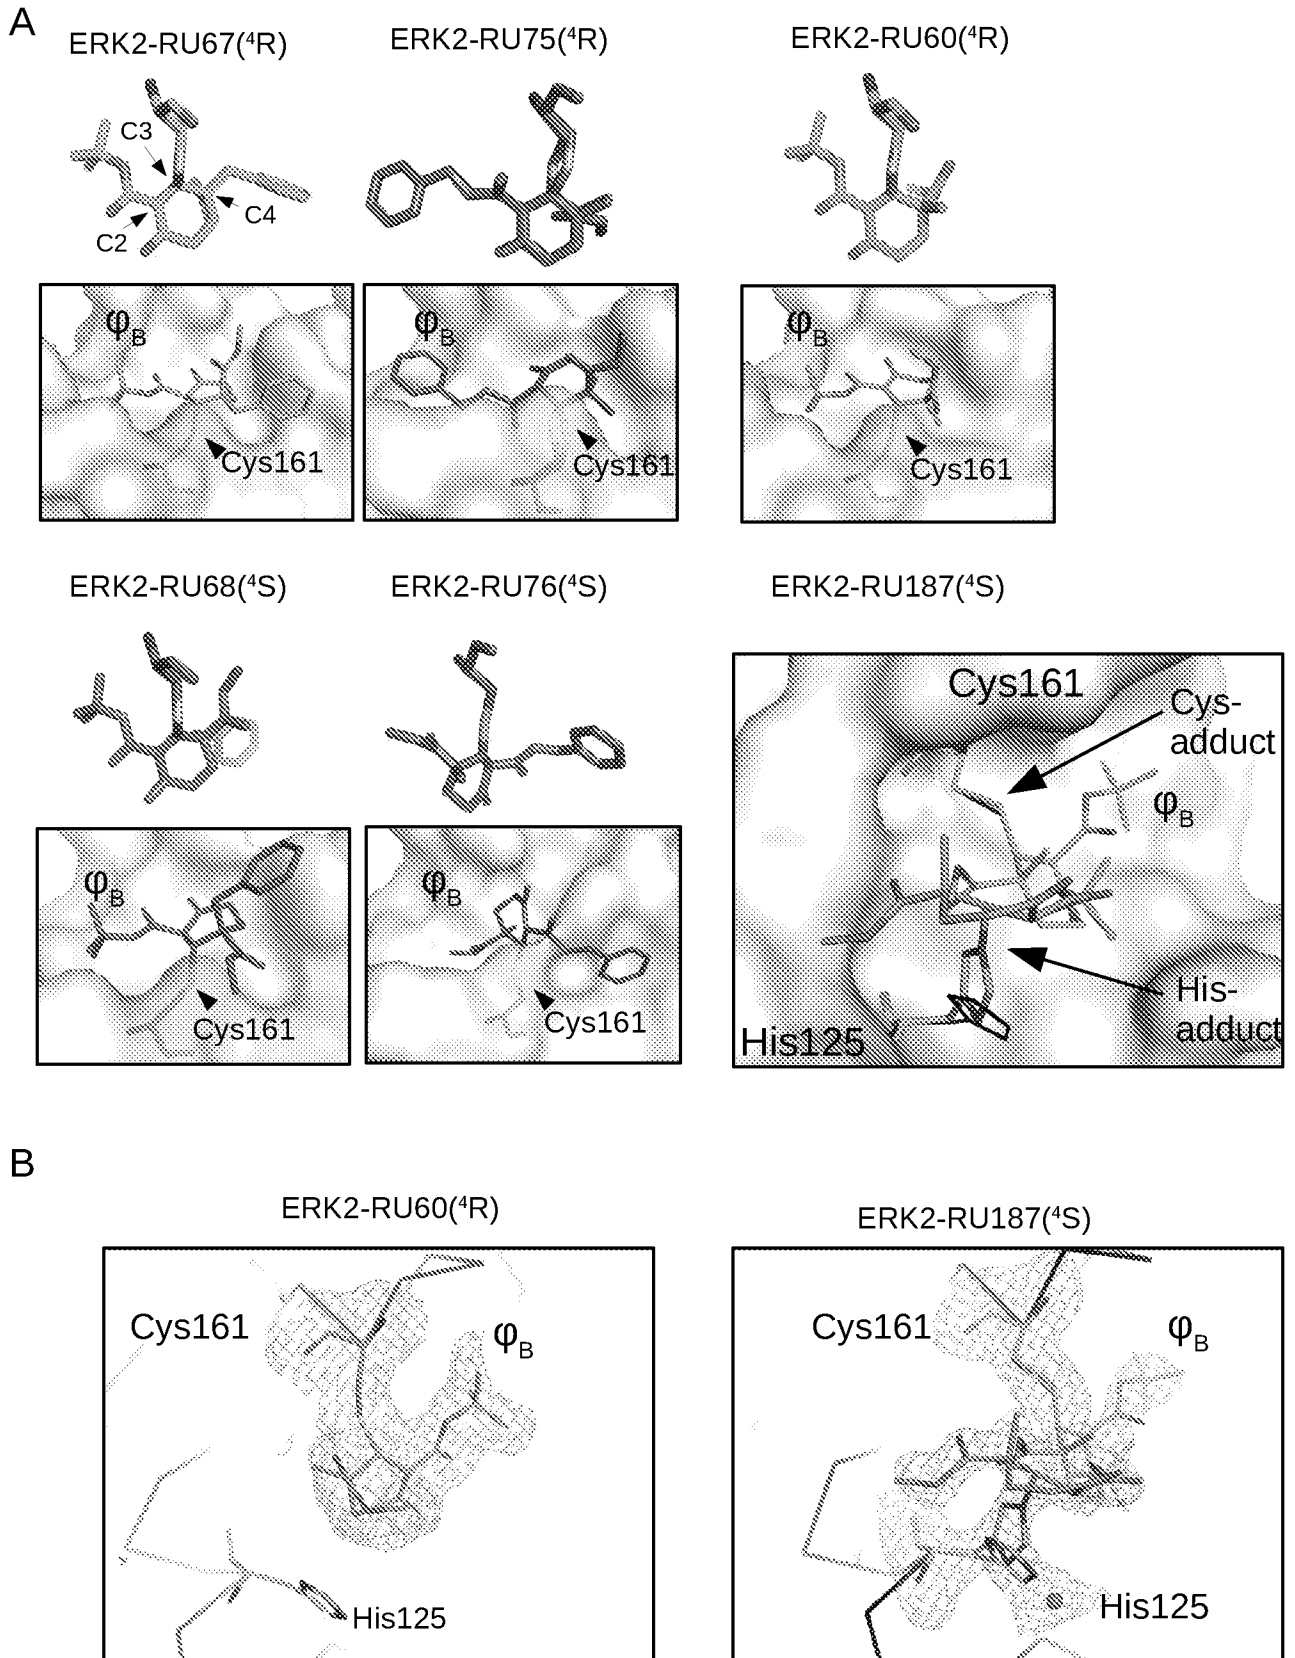 A
ERK2-RU67(⁴R)
ERK2-RU75(⁴R)
ERK2-RU60(⁴R)
C3
C4
C2
φB
Cys161
φB
Cys161
φB
Cys161
ERK2-RU68(⁴S)
ERK2-RU76(⁴S)
ERK2-RU187(⁴S)
φB
Cys161
φB
Cys161
Cys161
Cys-
adduct
φB
His-
adduct
His125
B
ERK2-RU60(⁴R)
ERK2-RU187(⁴S)
Cys161
φB
His125
Cys161
φB
His125